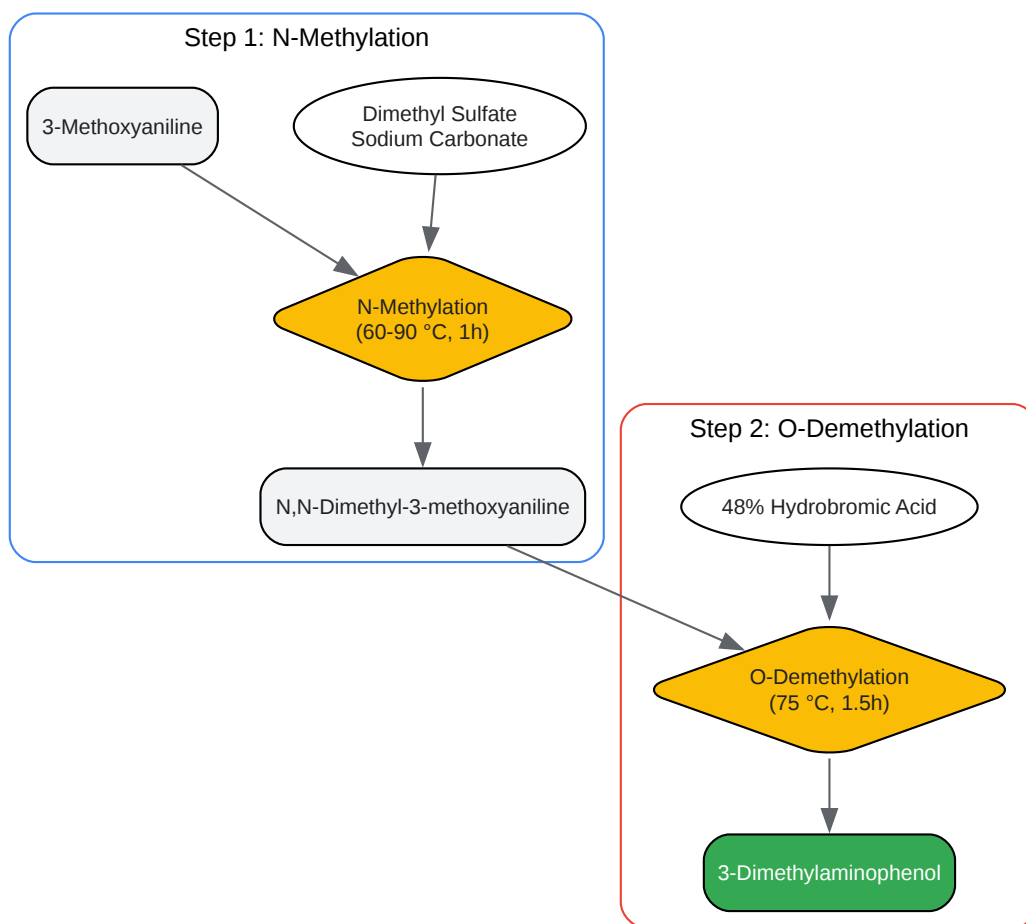 Step 1: N-Methylation
3-Methoxyaniline
Dimethyl Sulfate
Sodium Carbonate
N-Methylation
(60-90 °C, 1h)
N,N-Dimethyl-3-methoxyaniline
Step 2: O-Demethylation
48% Hydrobromic Acid
O-Demethylation
(75 °C, 1.5h)
3-Dimethylaminophenol